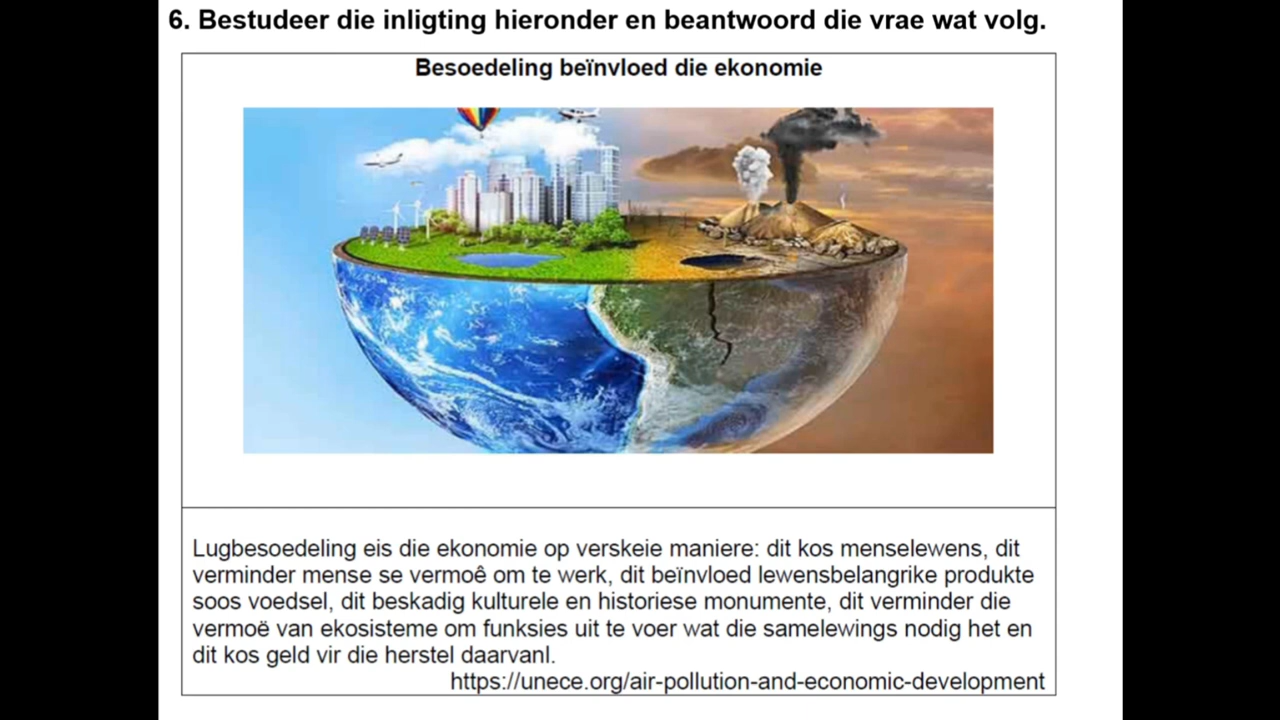 6. Bestudeer die inligting hieronder en beantwoord die vrae wat volg.
Besoedeling beïnvloed die ekonomie
Lugbesoedeling eis die ekonomie op verskeie maniere: dit kos menselewens, dit
verminder mense se vermoê om te werk, dit beïnvloed lewensbelangrike produkte
soos voedsel, dit beskadig kulturele en historiese monumente, dit verminder die
vermoë van ekosisteme om funksies uit te voer wat die samelewings nodig het en
dit kos geld vir die herstel daarvanl.
https://unece.org/air-pollution-and-economic-development